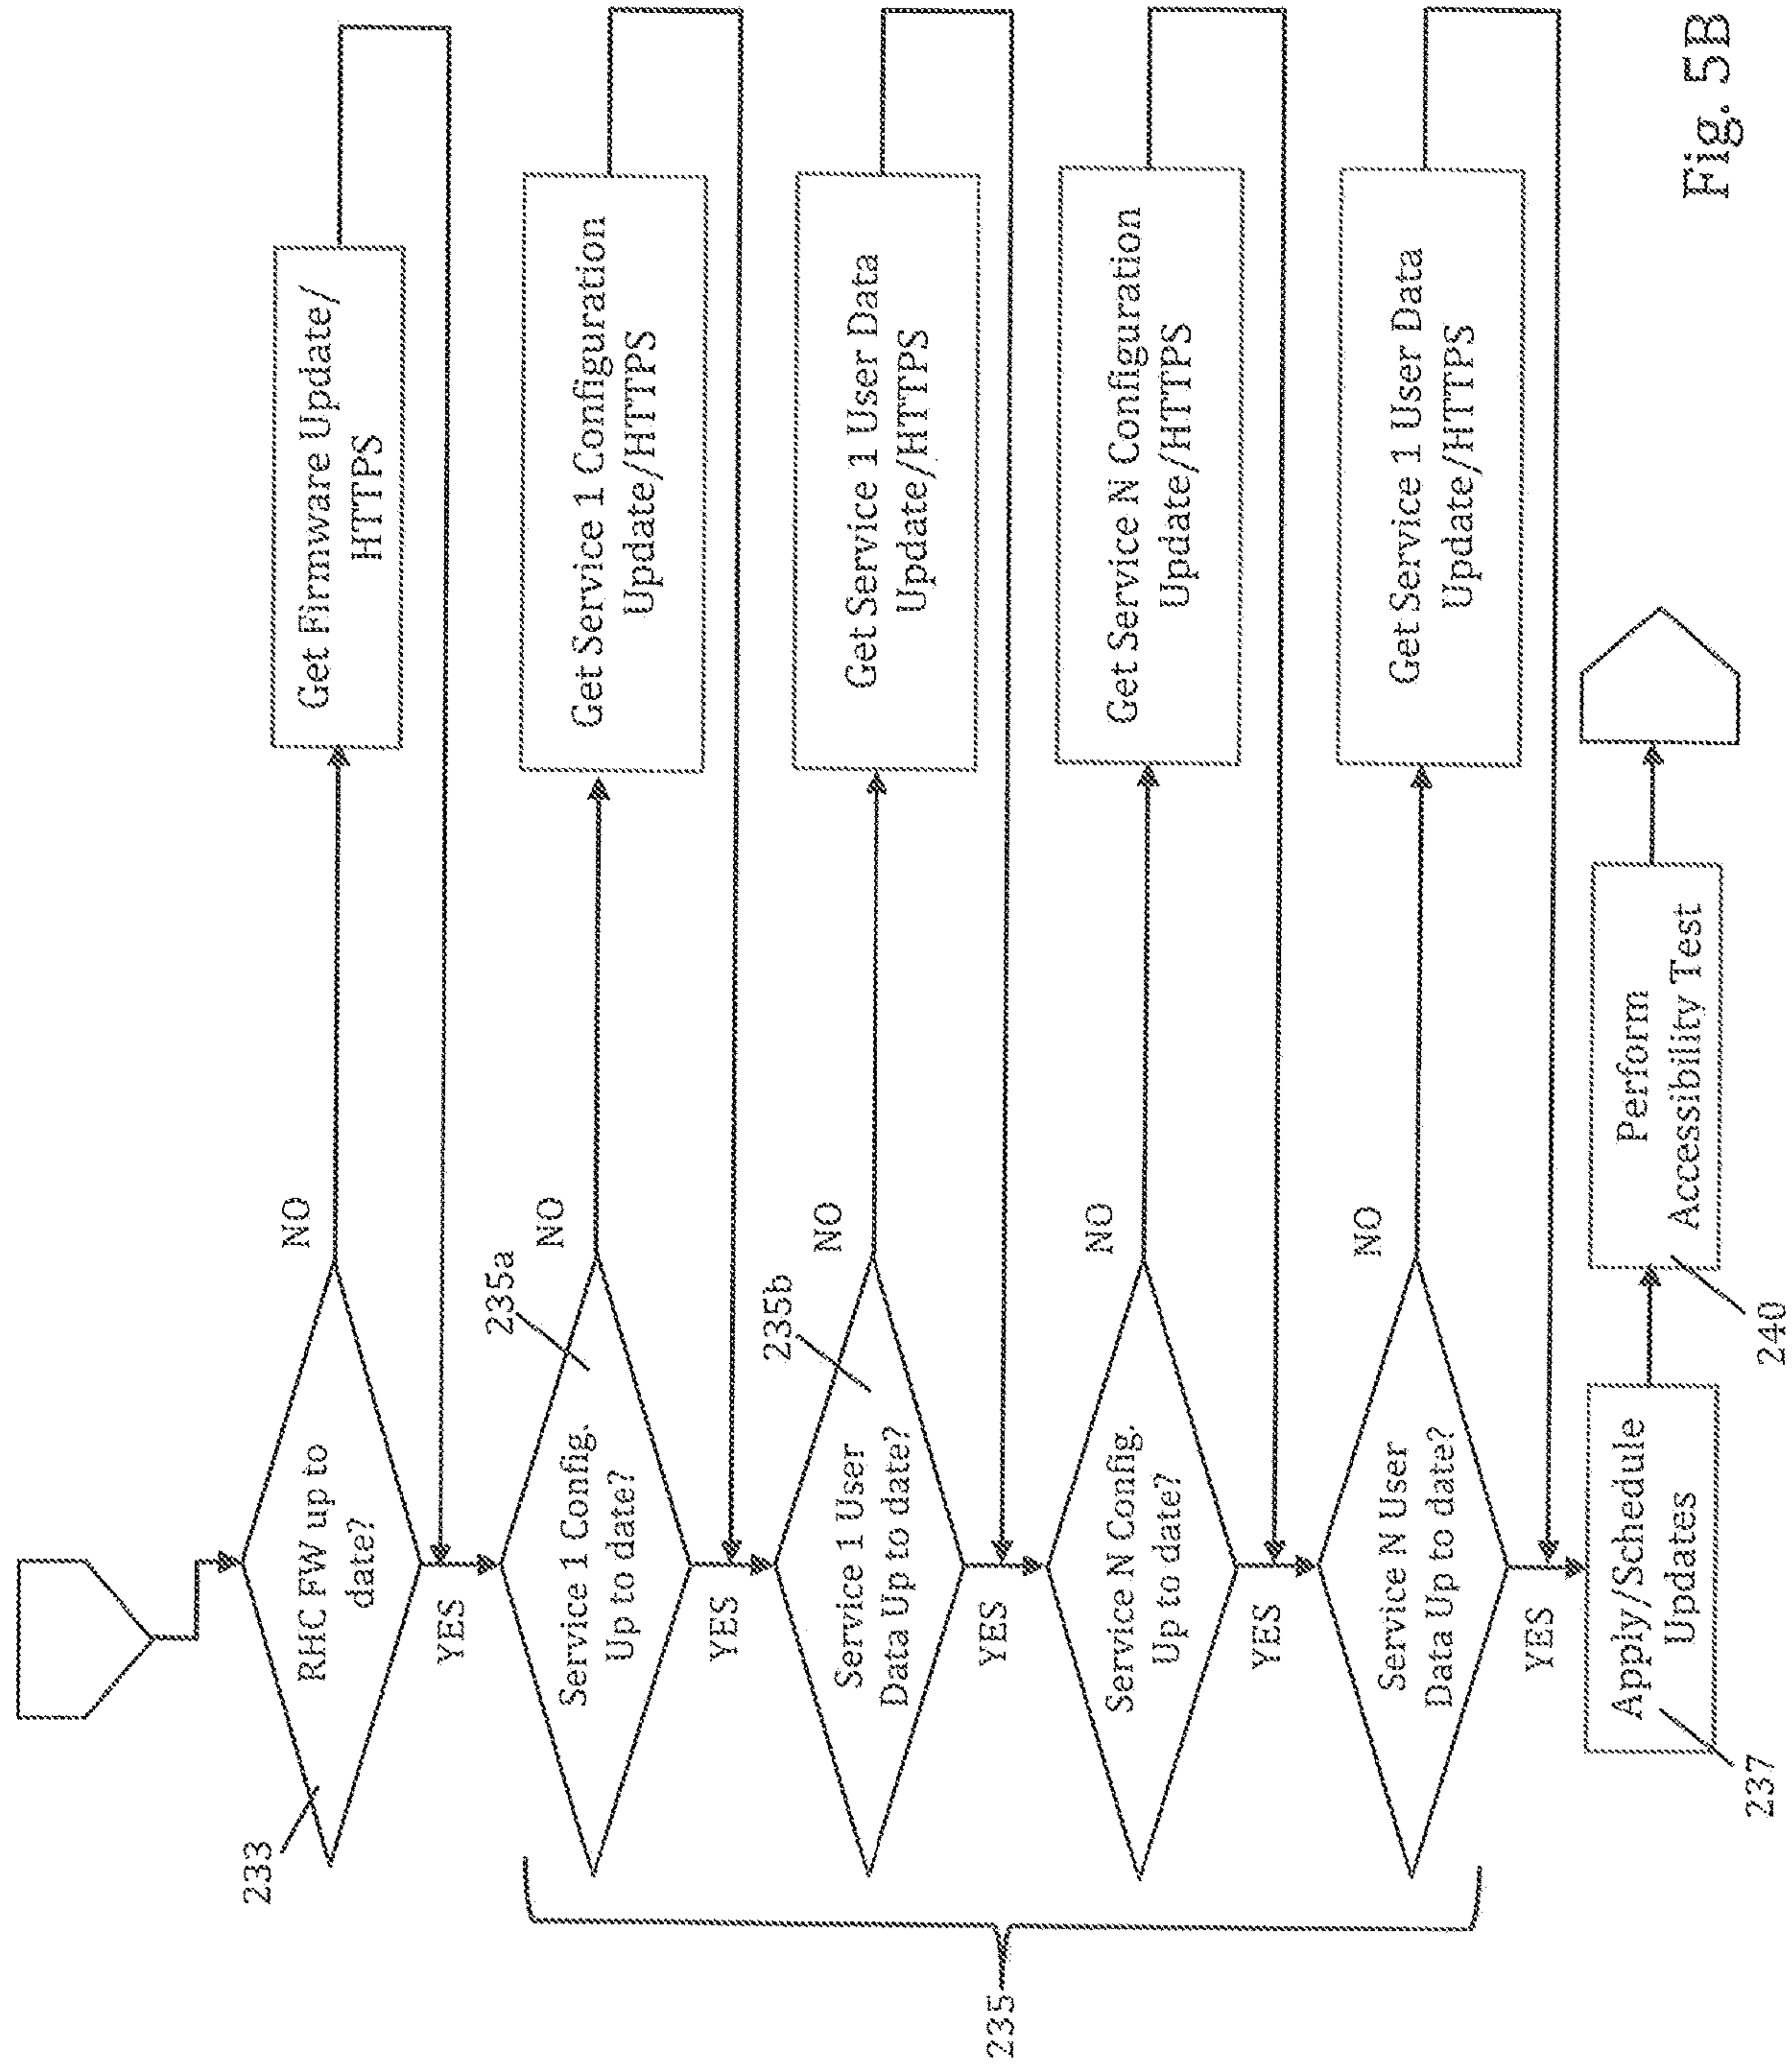 233
RHC FW up to
date?
NO
Get Firmware Update/
HTTPS
YES
235
235a
Service 1 Config.
Up to date?
NO
Get Service 1 Configuration
Update/HTTPS
YES
235b
Service 1 User
Data Up to date?
NO
Get Service 1 User Data
Update/HTTPS
YES
Service N Config.
Up to date?
NO
Get Service N Configuration
Update/HTTPS
YES
Service N User
Data Up to date?
NO
Get Service 1 User Data
Update/HTTPS
YES
Apply/Schedule
Updates
237
Perform
Accessibility Test
240
Fig. 5B